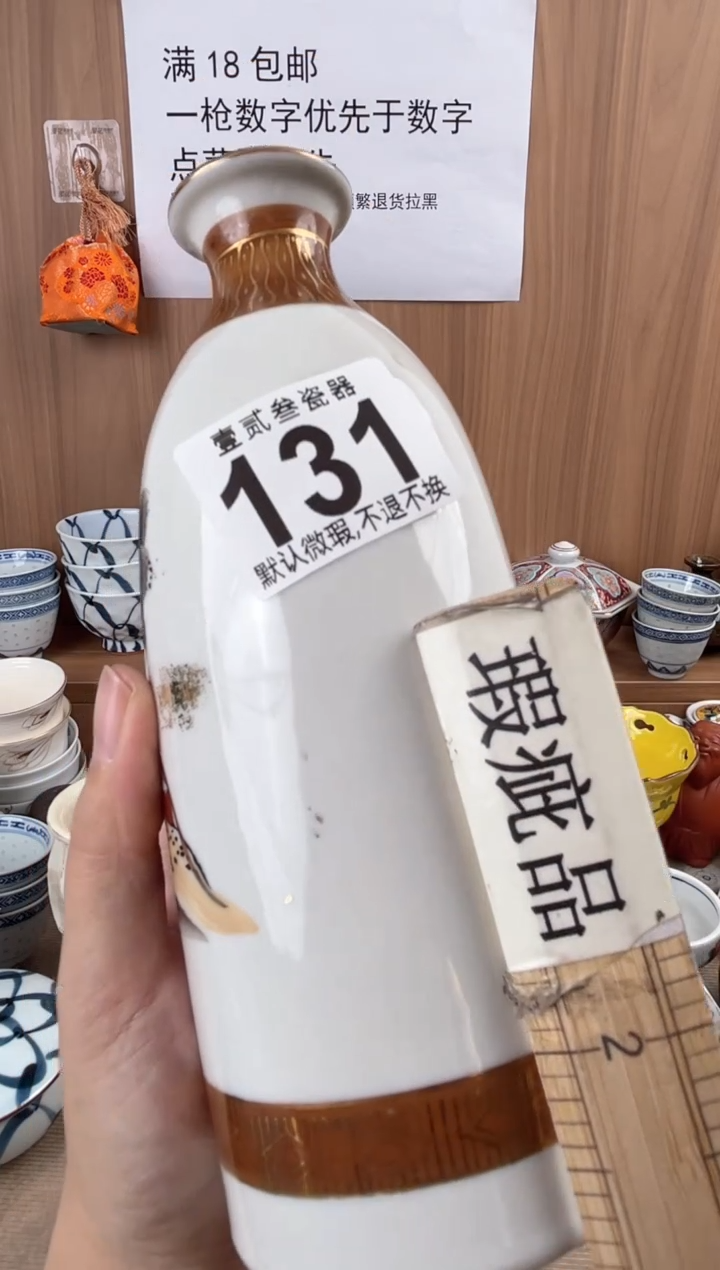 满 18 包邮
一枪数字优先于数字
点
繁退货拉黑
壹贰叁瓷器
131
默认微瑕,不退不换
瑕疵品
2